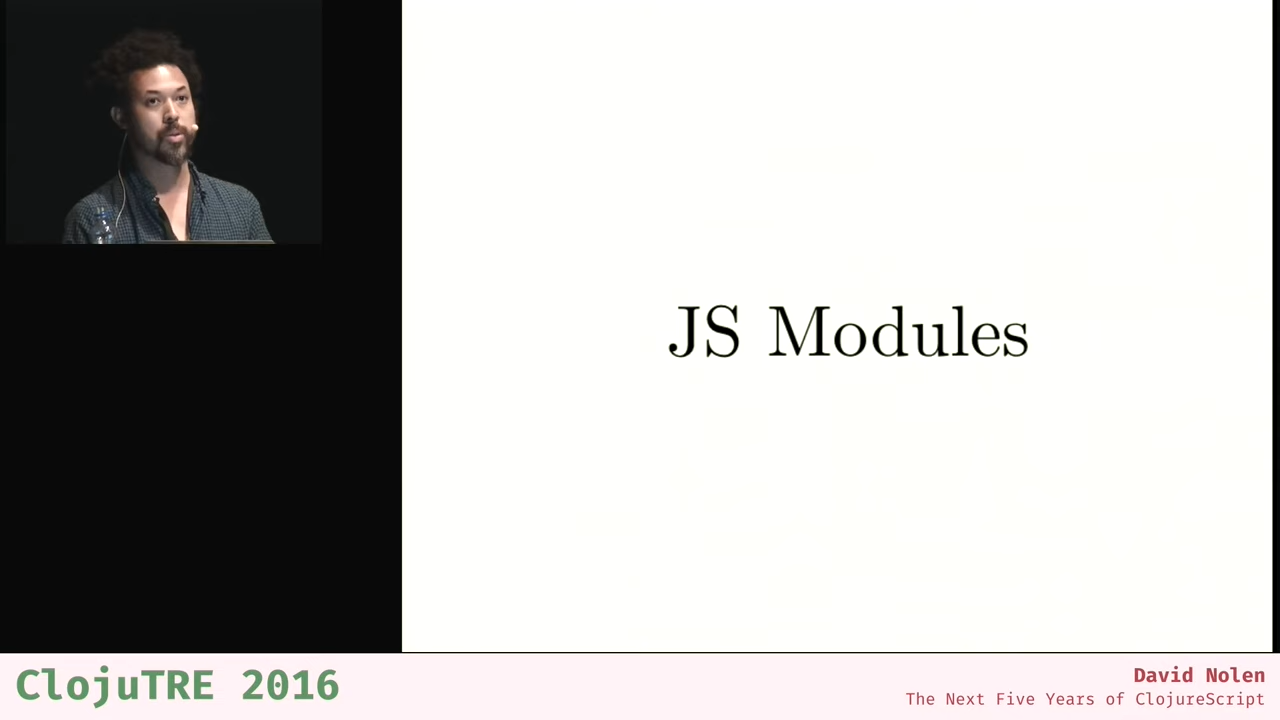 JS Modules
ClojuTRE 2016
David Nolen
The Next Five Years of ClojureScript